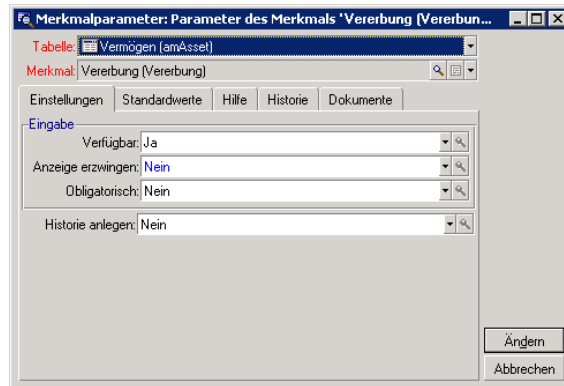 Merkmalparameter: Parameter des Merkmals 'Vererbung (Vererbun...
Tabelle: Vermögen (amAsset)
Merkmal: Vererbung (Vererbung)
Einstellungen Standardwerte Hilfe Historie Dokumente
Eingabe
Verfügbar: Ja
Anzeige erzwingen: Nein
Obligatorisch: Nein
Historie anlegen: Nein
Ändern
Abbrechen